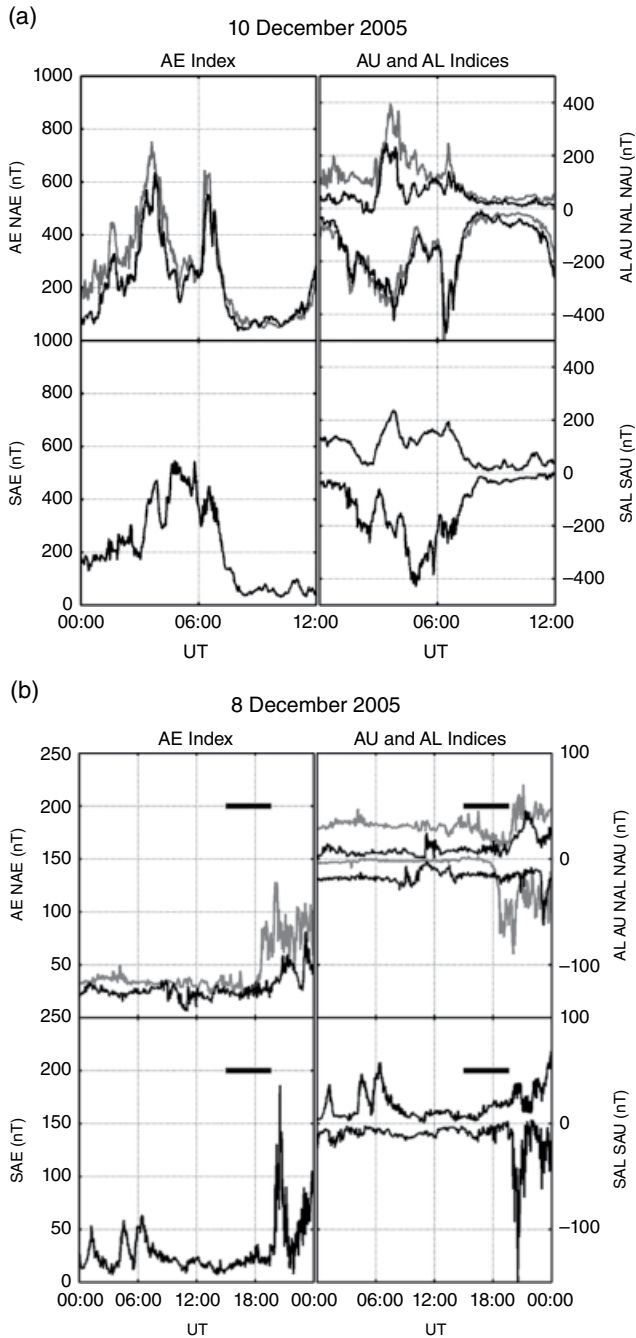 (a)
10 December 2005
AE Index
AU and AL Indices
1000
800
600
400
200
AE NAE (nT)
400
200
0
−200
−400
AL AU NAL NAU (nT)
1000
800
600
400
200
0
SAE (nT)
400
200
0
−200
−400
SAL SAU (nT)
00:00 06:00 12:00
06:00 12:00
UT
UT
(b)
8 December 2005
AE Index
AU and AL Indices
250
200
150
100
50
AE NAE (nT)
100
0
−100
AL AU NAL NAU (nT)
250
200
150
100
50
0
SAE (nT)
100
0
−100
SAL SAU (nT)
00:00 06:00 12:00 18:00 00:00
06:00 12:00 18:00 00:00
UT
UT